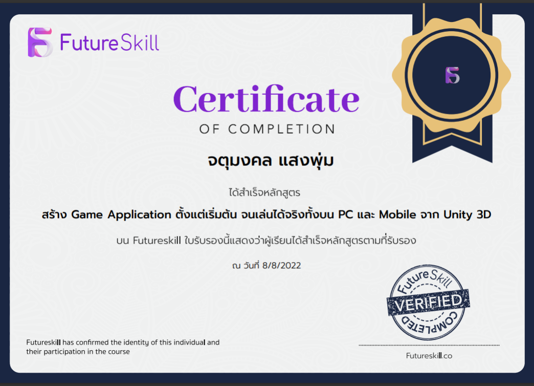 FutureSkill
Certificate
OF COMPLETION
จตุมงคล แสงพุ่ม
ได้สำเร็จหลักสูตร
สร้าง Game Application ตั้งแต่เริ่มต้น จนเล่นได้จริงทั้งบน PC และ Mobile จาก Unity 3D
บน Futureskill ใบรับรองนี้แสดงว่าผู้เรียนได้สำเร็จหลักสูตรตามที่รับรอง
ณ วันที่ 8/8/2022
FutureSkill
VERIFIED
COMPLETED
Futureskill has confirmed the identity of this individual and
their participation in the course
Futureskill.co